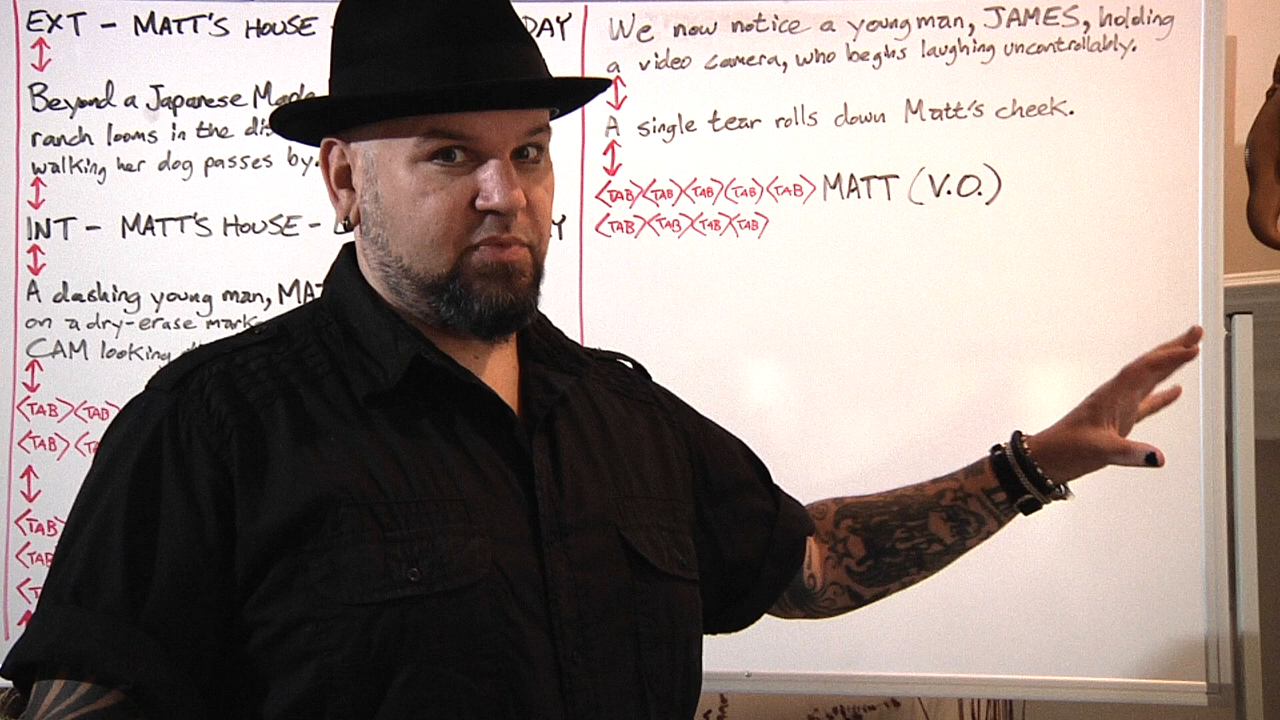 EXT - MATT'S HOUSE - DAY
Beyond a Japanese Maple
ranch looms in the
walking her dog passes by.
INT - MATT'S HOUSE -
A dashing young man,
on a dry-erase
CAM looking
<TAB><TAB>
<TAB>
<TAB>
<TAB
We now notice a young man, JAMES, holding
a video camera, who begins laughing uncontrollably.
A single tear rolls down Matt's cheek.
<TAB><TAB><TAB><TAB><TAB> MATT (V.O.)
<TAB><TAB><TAB><TAB>